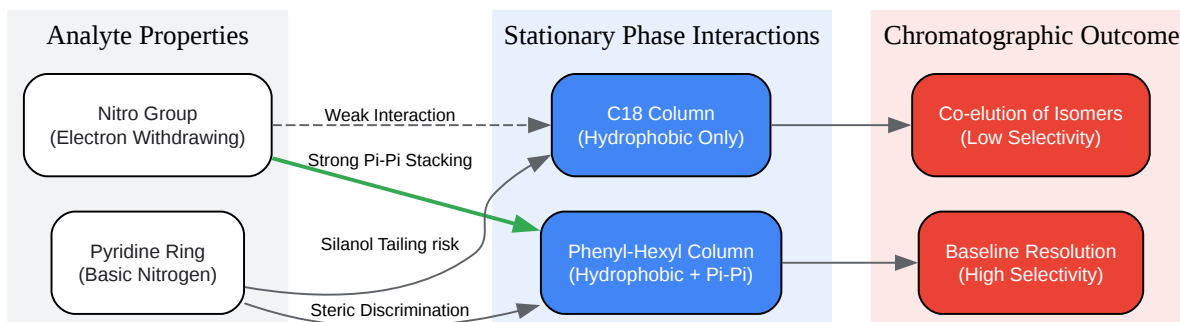 Analyte Properties
Stationary Phase Interactions
Chromatographic Outcome
Nitro Group
(Electron Withdrawing)
Weak Interaction
C18 Column
(Hydrophobic Only)
Co-elution of Isomers
(Low Selectivity)
Strong Pi-Pi Stacking
Pyridine Ring
(Basic Nitrogen)
Silanol Tailing risk
Phenyl-Hexyl Column
(Hydrophobic + Pi-Pi)
Baseline Resolution
(High Selectivity)
Steric Discrimination